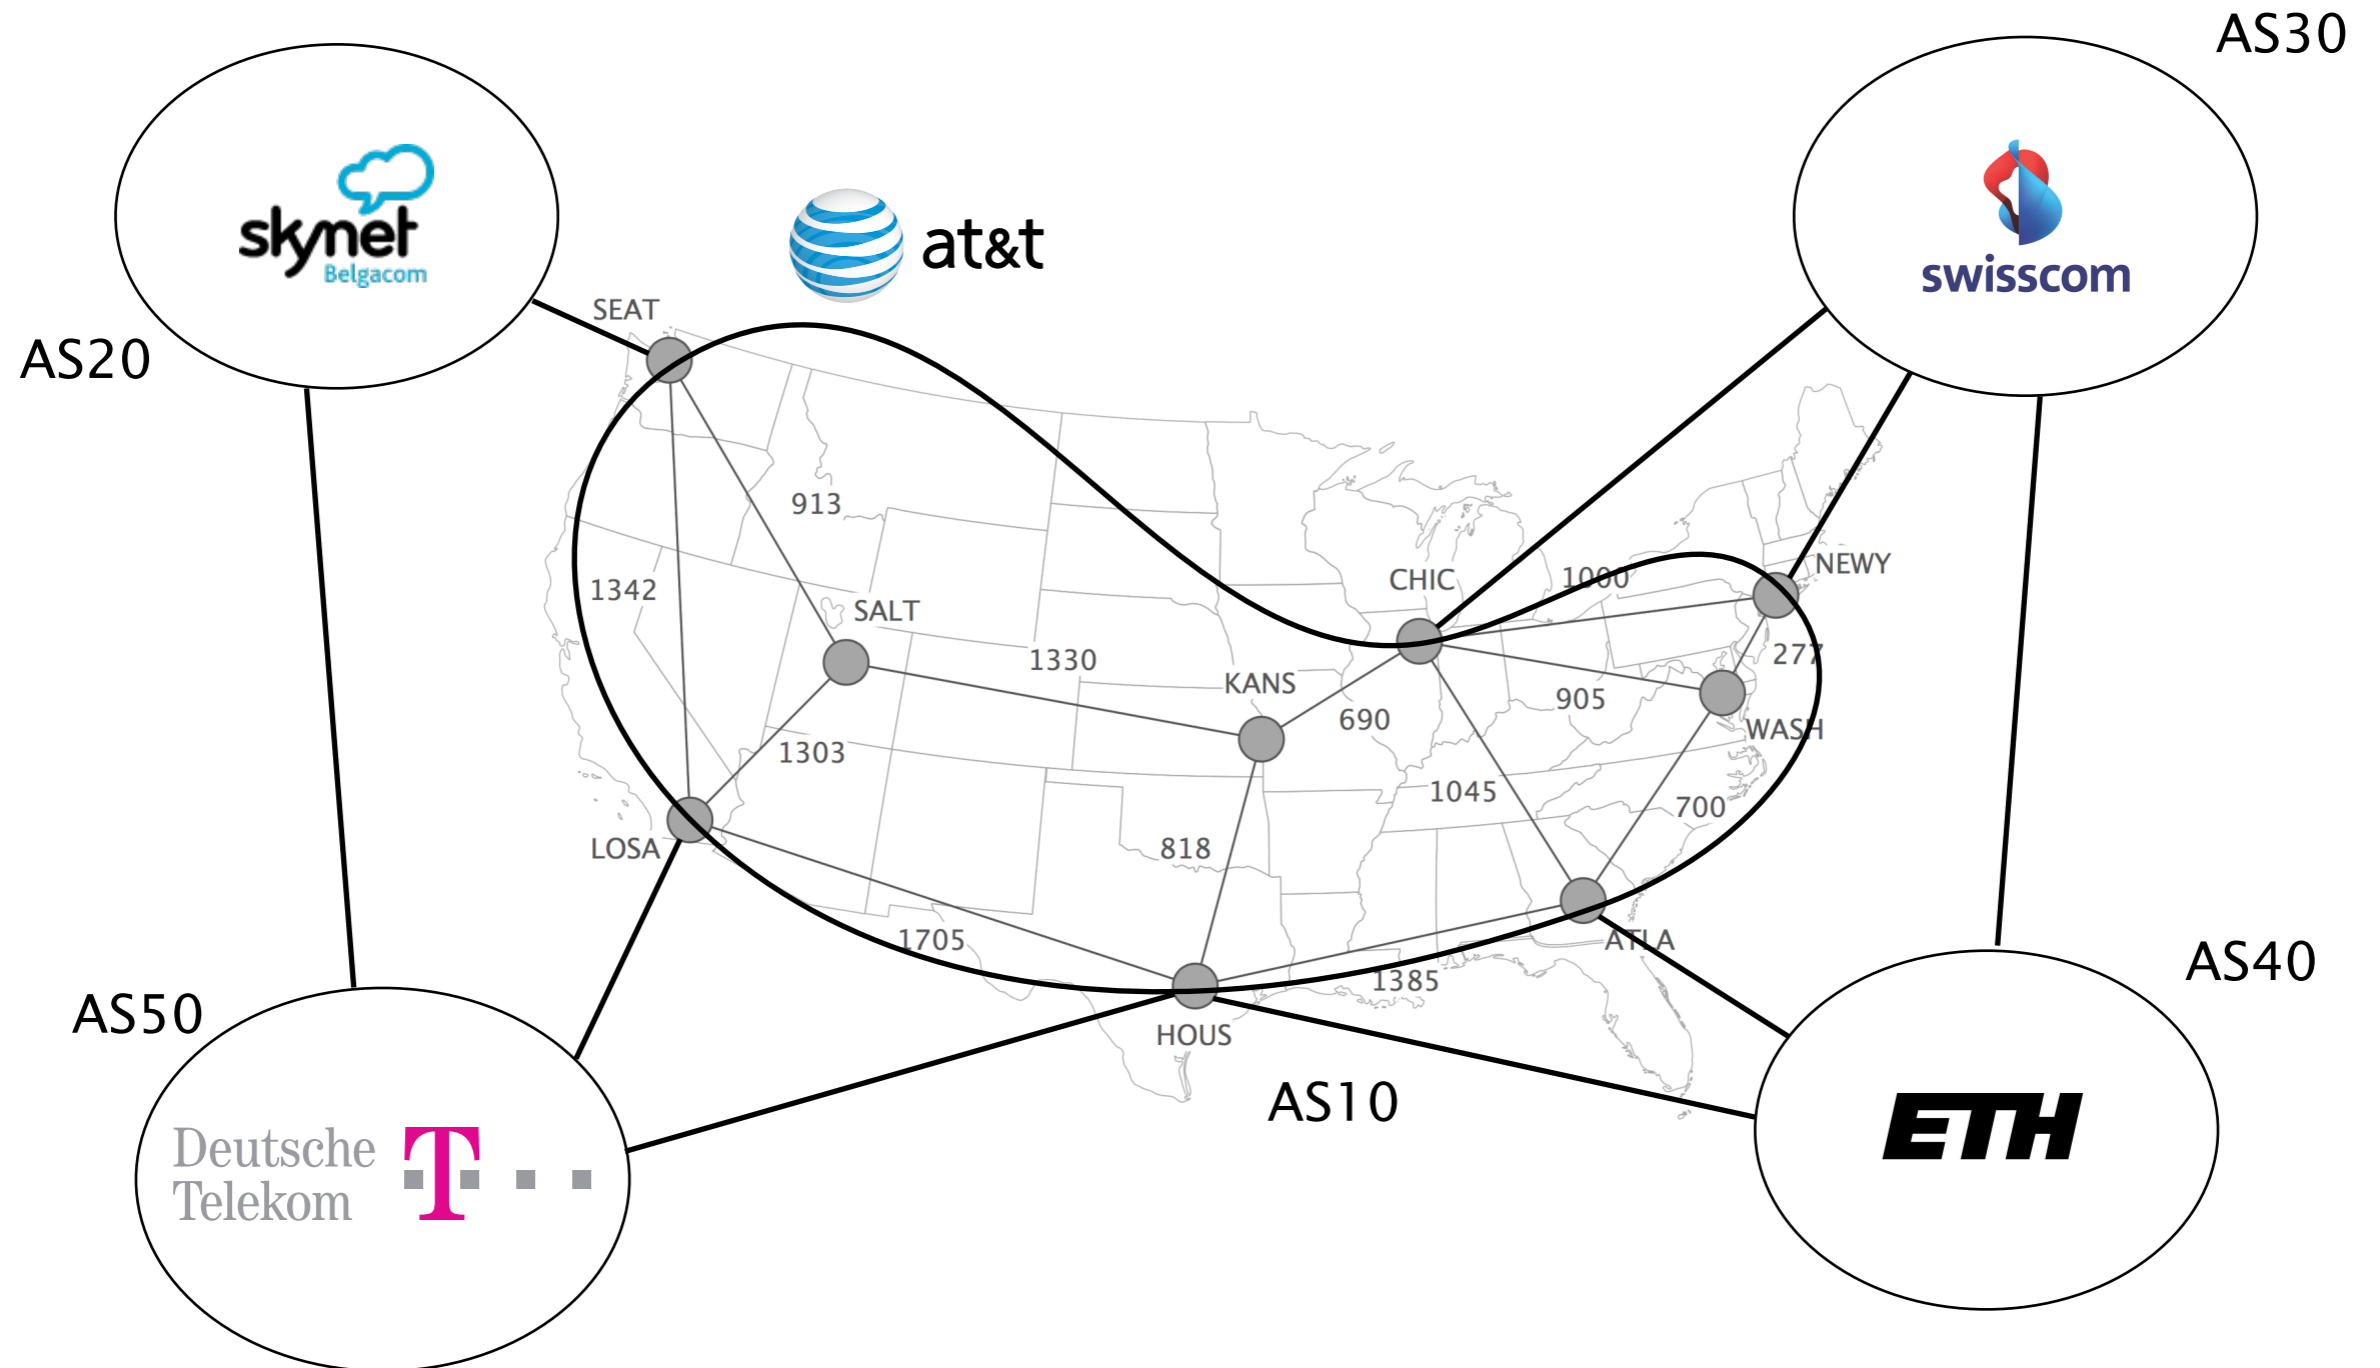 AS30
skynet
Belgacom
at&t
swisscom
SEAT
AS20
913
NEWY
CHIC
1000
1342
SALT
277
1330
KANS
905
690
WASH
1303
1045
700
818
LOSA
1705
ATLA
AS40
1385
AS50
HOUS
AS10
Deutsche
Telekom
T
ETH